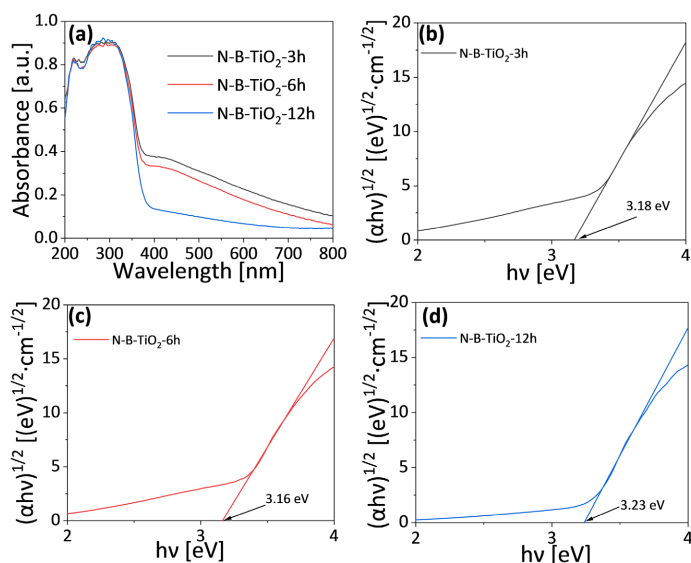 (a)
N-B-TiO₂-3h
N-B-TiO₂-6h
N-B-TiO₂-12h
Absorbance [a.u.]
1.0
0.8
0.6
0.4
0.2
0.0
200 300 400 500 600 700 800
Wavelength [nm]
(b)
N-B-TiO₂-3h
(αhν)^1/2 [(eV)^1/2·cm^-1/2]
20
15
10
5
0
3.18 eV
2 3 4
hν [eV]
(c)
N-B-TiO₂-6h
(αhν)^1/2 [(eV)^1/2·cm^-1/2]
20
15
10
5
0
3.16 eV
2 3 4
hν [eV]
(d)
N-B-TiO₂-12h
(αhν)^1/2 [(eV)^1/2·cm^-1/2]
20
15
10
5
0
3.23 eV
2 3 4
hν [eV]